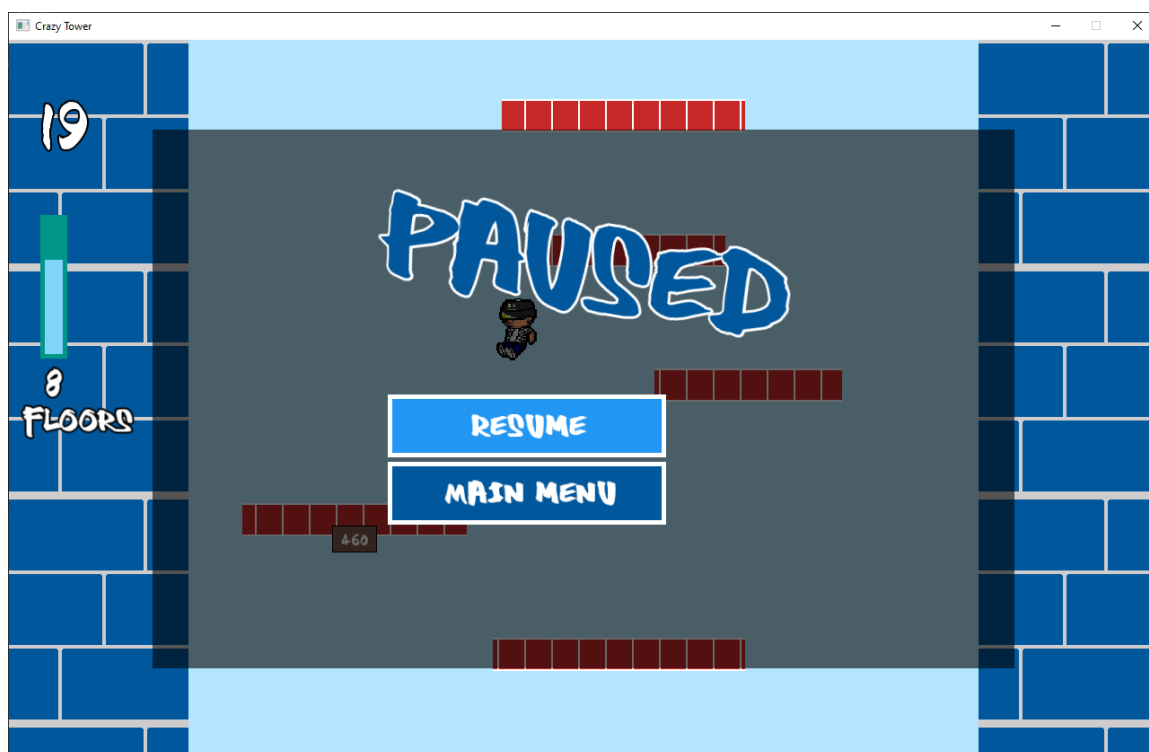 Crazy Tower
19
PAUSED
8
FLOORS
RESUME
MAIN MENU
460